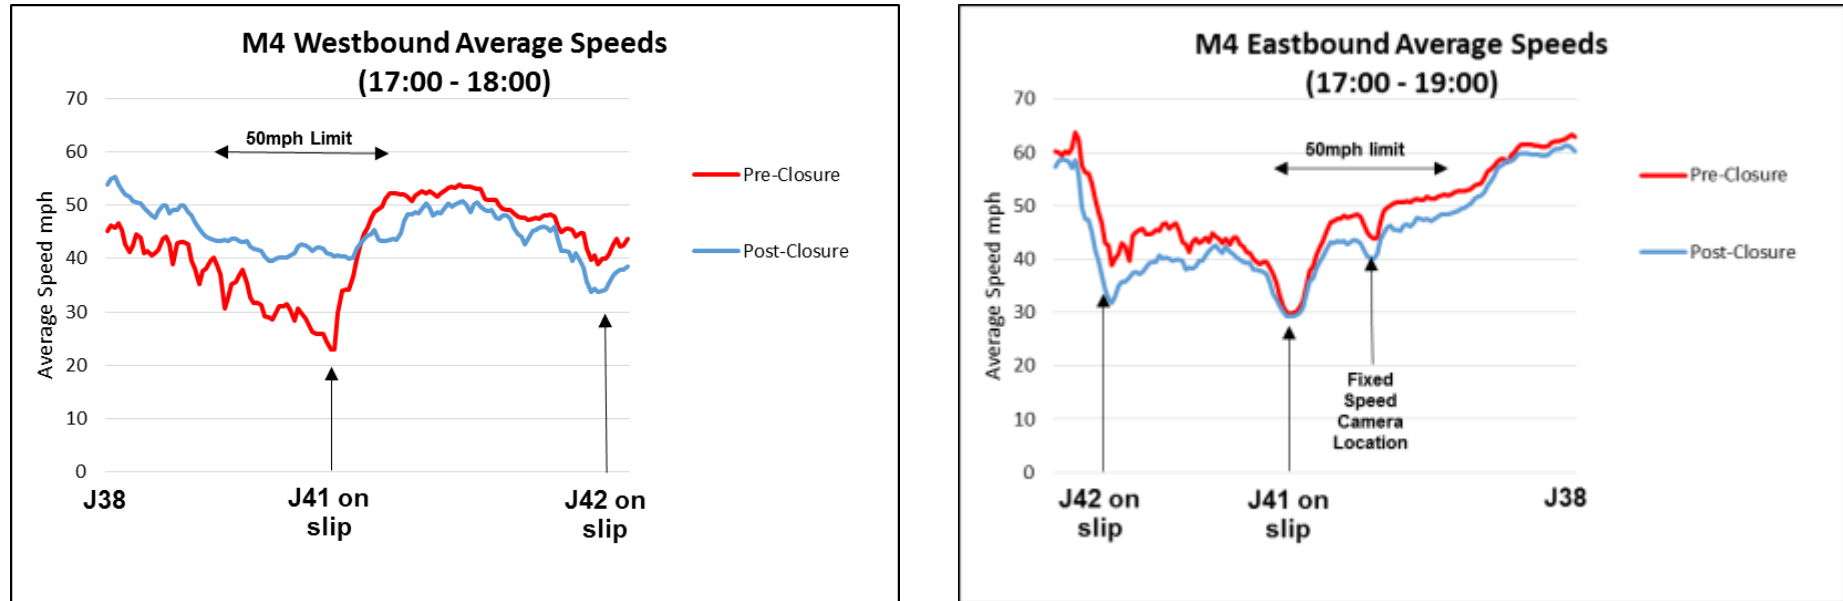 M4 Westbound Average Speeds
(17:00 - 18:00)
70
60
50
40
30
20
10
0
Average Speed mph
50mph Limit
Pre-Closure
Post-Closure
J38
J41 on
slip
J42 on
slip
M4 Eastbound Average Speeds
(17:00 - 19:00)
70
60
50
40
30
20
10
0
Average Speed mph
50mph limit
Pre-Closure
Post-Closure
Fixed
Speed
Camera
Location
J42 on
slip
J41 on
slip
J38